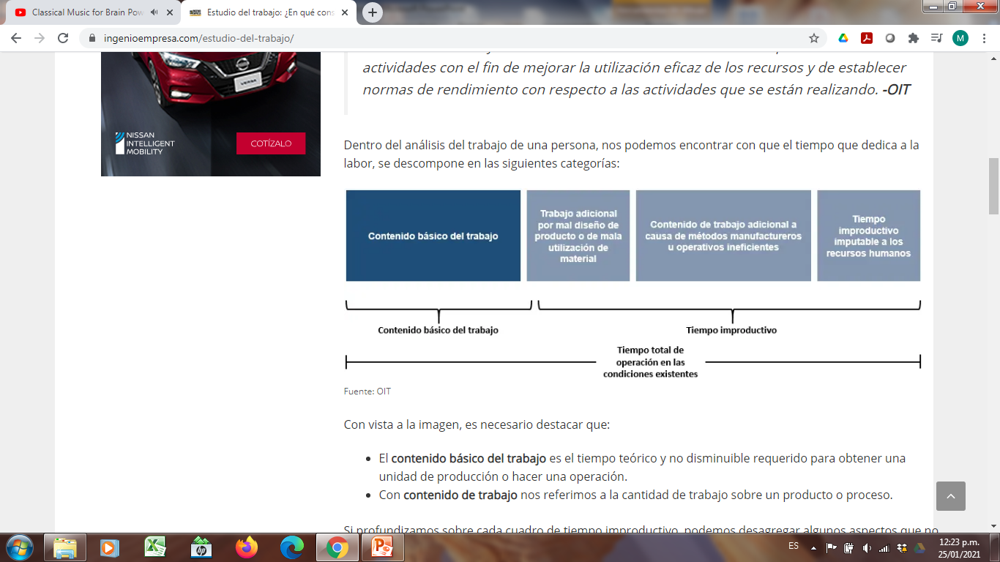 Classical Music for Brain Pow
Estudio del trabajo: ¿En qué cons
ingenioempresa.com/estudio-del-trabajo/
M
actividades con el fin de mejorar la utilización eficaz de los recursos y de establecer
normas de rendimiento con respecto a las actividades que se están realizando. -OIT
NISSAN
INTELLIGENT
MOBILITY
COTÍZALO
Dentro del análisis del trabajo de una persona, nos podemos encontrar con que el tiempo que dedica a la
labor, se descompone en las siguientes categorías:
Contenido básico del trabajo
Trabajo adicional
por mal diseño de
producto o de mala
utilización de
material
Contenido de trabajo adicional a
causa de métodos manufactureros
u operativos ineficientes
Tiempo
improductivo
imputable a los
recursos humanos
Contenido básico del trabajo
Tiempo improductivo
Tiempo total de
operación en las
condiciones existentes
Fuente: OIT
Con vista a la imagen, es necesario destacar que:
El contenido básico del trabajo es el tiempo teórico y no disminuible requerido para obtener una
unidad de producción o hacer una operación.
Con contenido de trabajo nos referimos a la cantidad de trabajo sobre un producto o proceso.
Si profundizamos sobre cada cuadro de tiempo improductivo, podemos desagregar algunos aspectos que no
ES
12:23 p.m.
25/01/2021